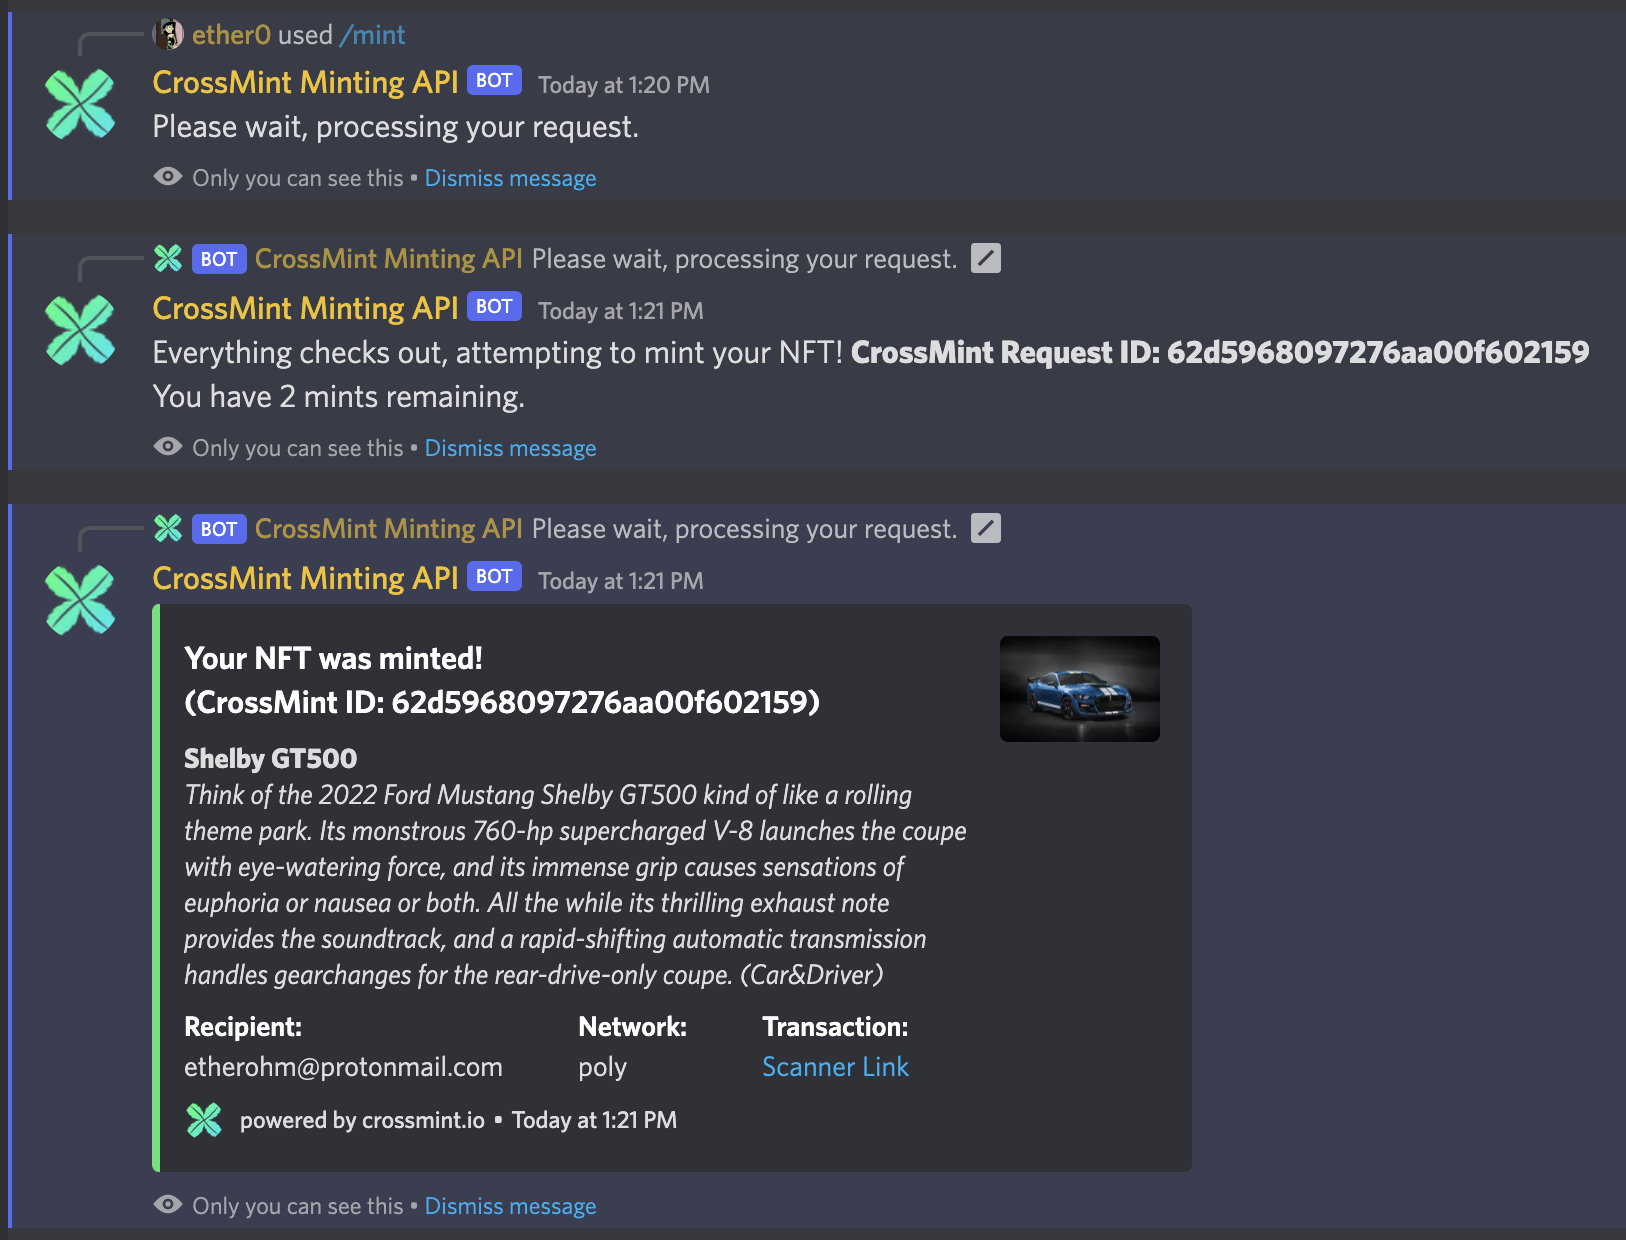 ether0 used /mint
CrossMint Minting API BOT Today at 1:20 PM
Please wait, processing your request.
Only you can see this • Dismiss message
BOT CrossMint Minting API Please wait, processing your request.
CrossMint Minting API BOT Today at 1:21 PM
Everything checks out, attempting to mint your NFT! CrossMint Request ID: 62d5968097276aa00f602159
You have 2 mints remaining.
Only you can see this • Dismiss message
BOT CrossMint Minting API Please wait, processing your request.
CrossMint Minting API BOT Today at 1:21 PM
Your NFT was minted!
(CrossMint ID: 62d5968097276aa00f602159)
Shelby GT500
Think of the 2022 Ford Mustang Shelby GT500 kind of like a rolling
theme park. Its monstrous 760-hp supercharged V-8 launches the coupe
with eye-watering force, and its immense grip causes sensations of
euphoria or nausea or both. All the while its thrilling exhaust note
provides the soundtrack, and a rapid-shifting automatic transmission
handles gearchanges for the rear-drive-only coupe. (Car&Driver)
Recipient: Network: Transaction:
etherohm@protonmail.com poly Scanner Link
powered by crossmint.io • Today at 1:21 PM
Only you can see this • Dismiss message